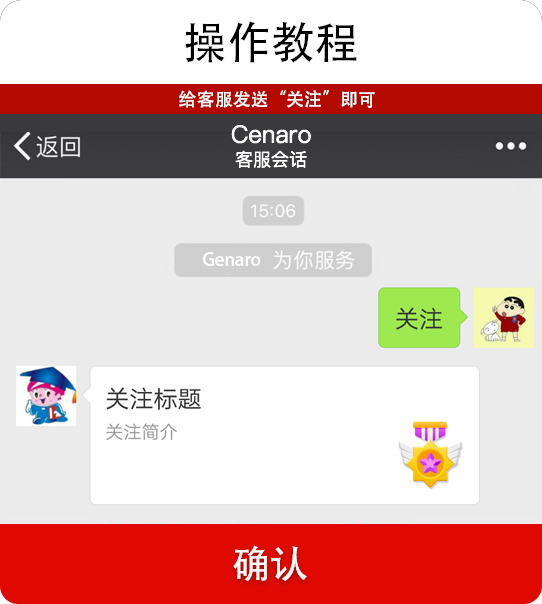 操作教程
给客服发送“关注”即可
返回
Cenaro
客服会话
15:06
Genaro 为你服务
关注
关注标题
关注简介
确认